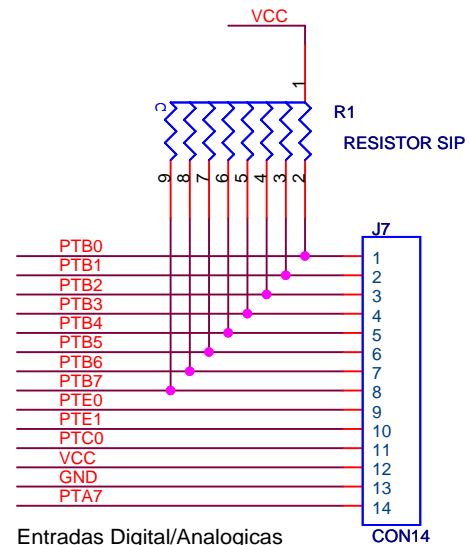 VCC
1
R1
RESISTOR SIP
C
9 8 7 6 5 4 3 2
J7
PTB0 1
PTB1 2
PTB2 3
PTB3 4
PTB4 5
PTB5 6
PTB6 7
PTB7 8
PTE0 9
PTE1 10
PTC0 11
VCC 12
GND 13
PTA7 14
Entradas Digital/Analogicas
CON14